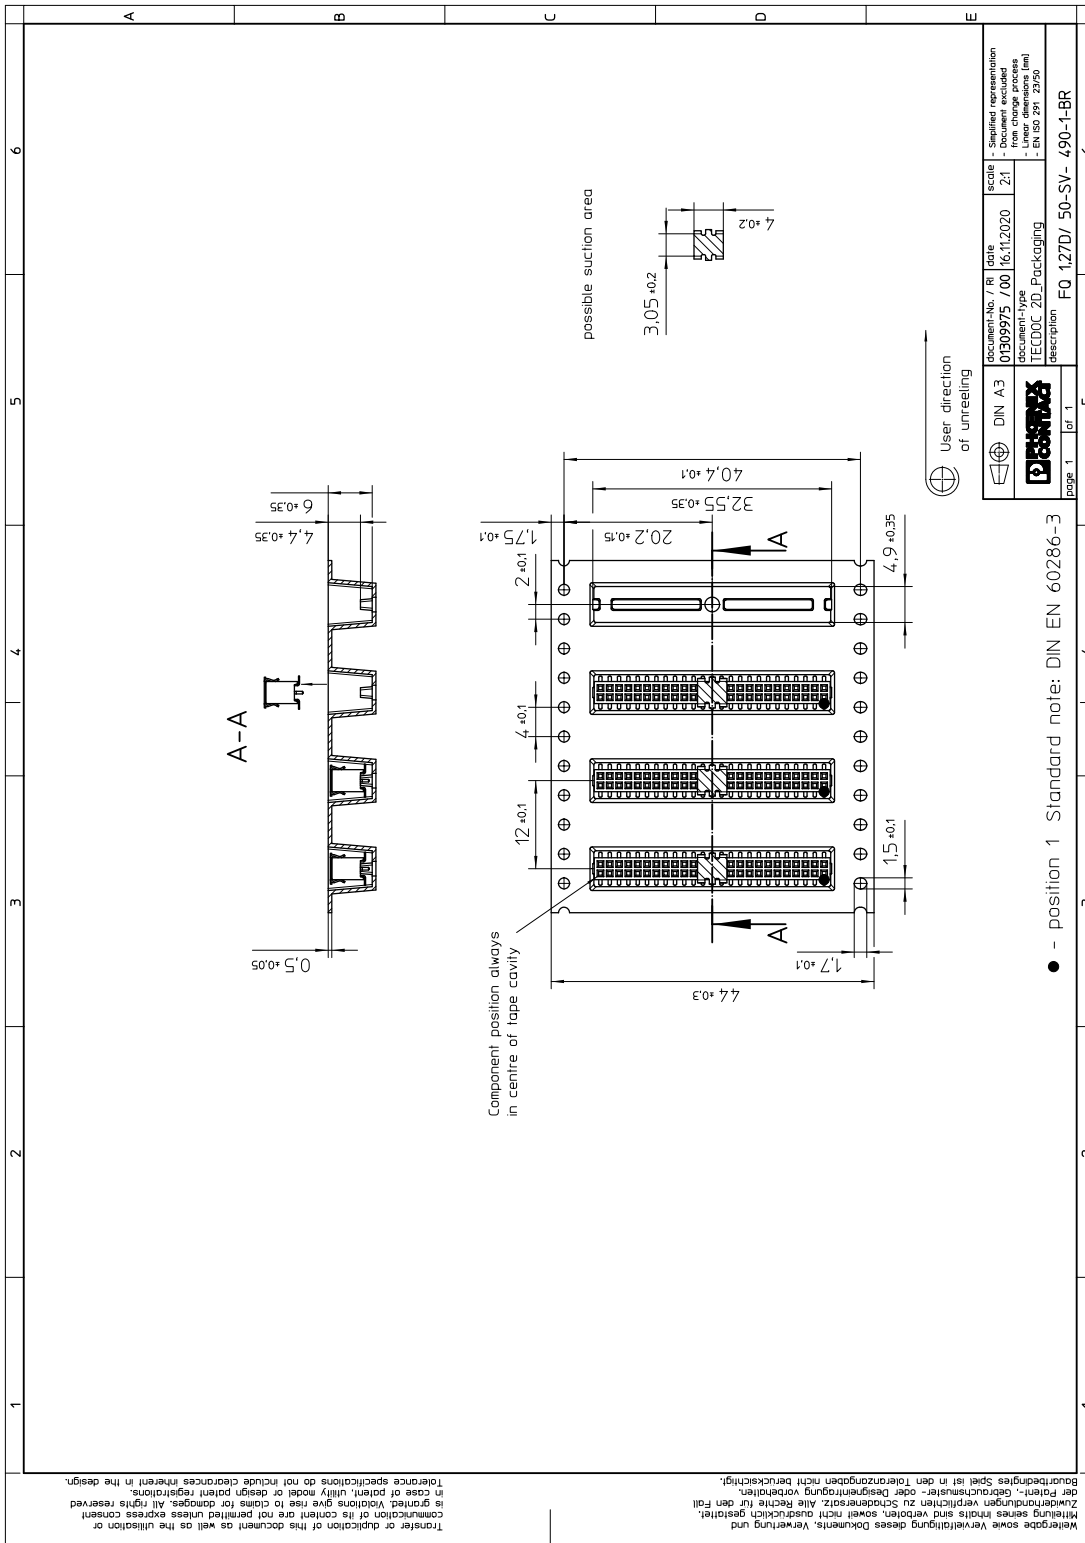 A
B
C
D
E
6
5
4
3
2
1
A-A
6 ±0,35
4,4 ±0,35
0,5 ±0,05
possible suction area
3,05 ±0,2
4 ±0,2
Component position always
in centre of tape cavity
12 ±0,1
4 ±0,1
2 ±0,1
1,75 ±0,1
20,2 ±0,15
32,55 ±0,35
40,4 ±0,1
A
A
44 ±0,3
1,7 ±0,1
1,5 ±0,1
4,9 ±0,35
User direction
of unreeling
● - position 1 Standard note: DIN EN 60286-3
DIN A3
PHOENIX
CONTACT
page 1 of 1
document-No. / RI
01309975 / 00
date
16.11.2020
scale
2:1
- Simplified representation
- Document excluded
from change process
- Linear dimensions [mm]
- EN ISO 291 23/50
document-type
TECDOC 2D_Packaging
description
FQ 1,27D/ 50-SV- 490-1-BR
Transfer or duplication of this document as well as the utilisation or
communication of its content are not permitted unless express consent
is granted. Violations give rise to claims for damages. All rights reserved
in case of patent, utility model or design patent registrations.
Tolerance specifications do not include clearances inherent in the design.
Weitergabe sowie Vervielfältigung dieses Dokuments, Verwertung und
Mitteilung seines Inhalts sind verboten, soweit nicht ausdrücklich gestattet.
Zuwiderhandlungen verpflichten zu Schadenersatz. Alle Rechte für den Fall
der Patent-, Gebrauchsmuster- oder Designeintragung vorbehalten.
Bauartbedingtes Spiel ist in den Toleranzangaben nicht berücksichtigt.